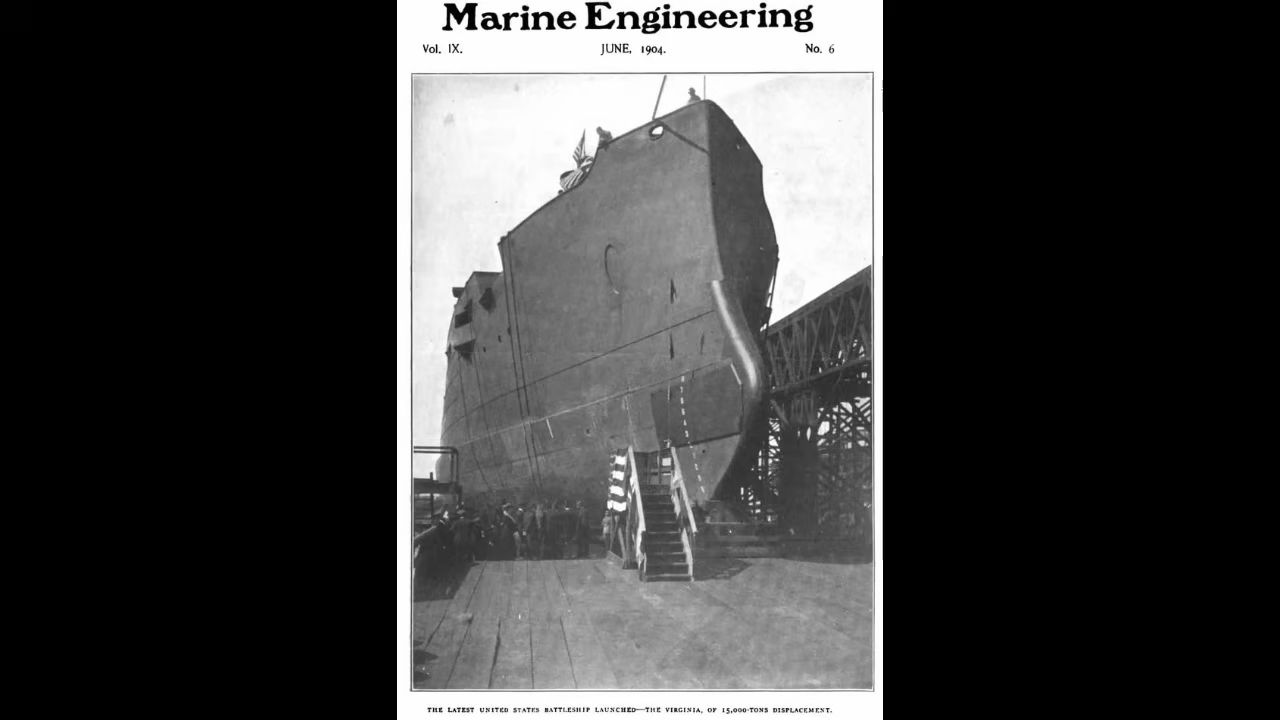 Marine Engineering
Vol. IX. JUNE, 1904. No. 6
THE LATEST UNITED STATES BATTLESHIP LAUNCHED—THE VIRGINIA, OF 15,000-TONS DISPLACEMENT.